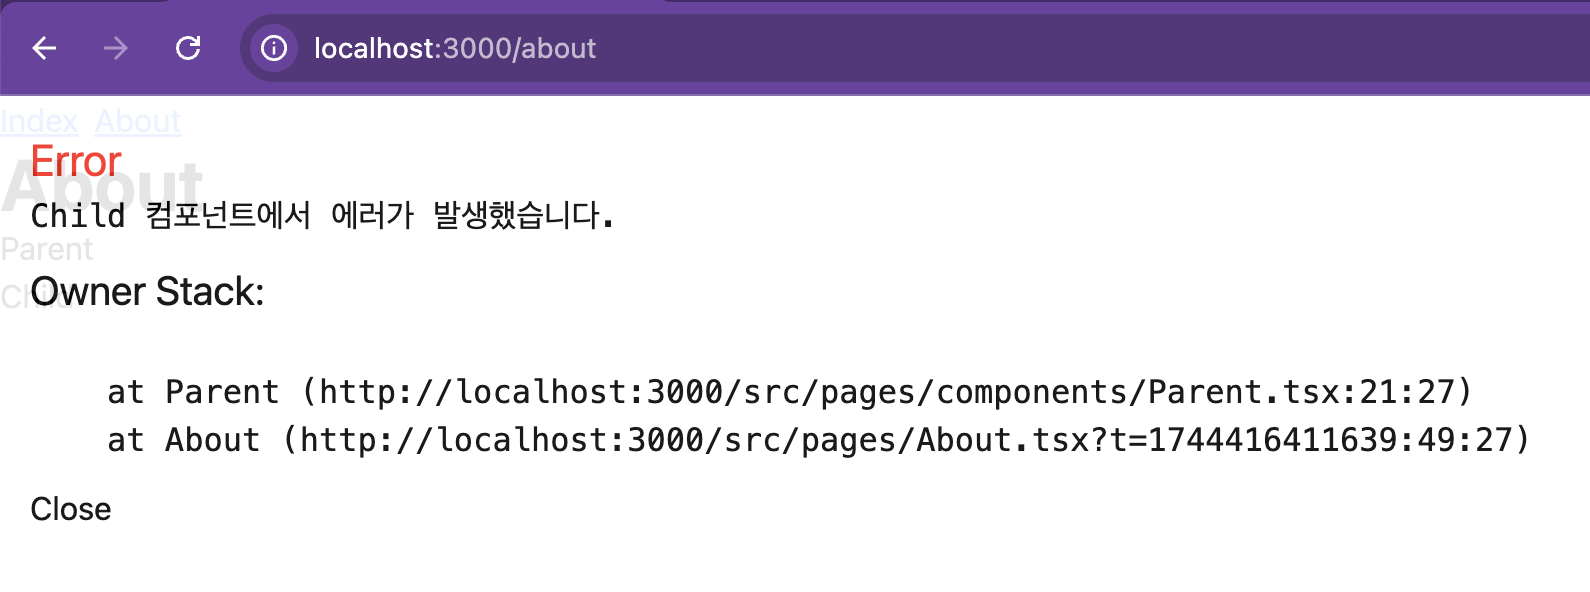 localhost:3000/about
Index About
About
Error
Child 컴포넌트에서 에러가 발생했습니다.
Parent
Child
Owner Stack:
at Parent (http://localhost:3000/src/pages/components/Parent.tsx:21:27)
at About (http://localhost:3000/src/pages/About.tsx?t=1744416411639:49:27)
Close